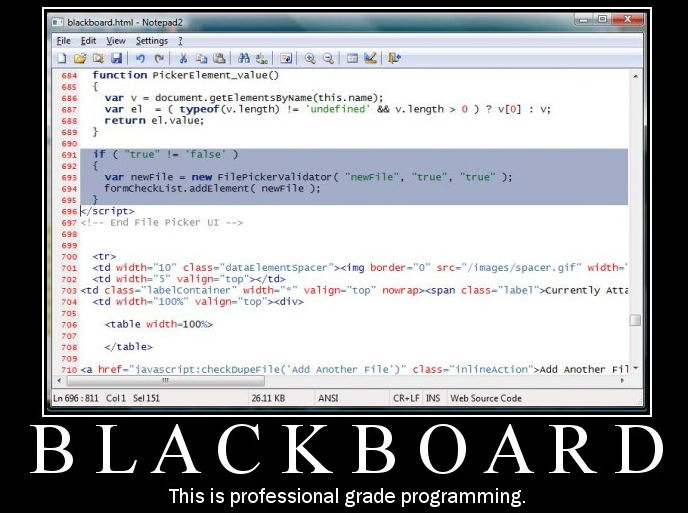 blackboard.html - Notepad2
File Edit View Settings ?
684 function PickerElement_value()
685 {
686 var v = document.getElementsByName(this.name);
687 var el = ( typeof(v.length) != 'undefined' && v.length > 0 ) ? v[0] : v;
688 return el.value;
689 }
690
691 if ( "true" != 'false' )
692 {
693 var newFile = new FilePickerValidator( "newFile", "true", "true" );
694 formCheckList.addElement( newFile );
695 }
696 </script>
697 <!-- End File Picker UI -->
698
699
700 <tr>
701 <td width="10" class="dataElementSpacer"><img border="0" src="/images/spacer.gif" width='
702 <td width="5" valign="top"></td>
703 <td class="labelContainer" width="*" valign="top" nowrap><span class="label">Currently Atta
704 <td width="100%" valign="top"><div>
705
706 <table width=100%>
707
708 </table>
709
710 <a href="javascript:checkDupeFile('Add Another File')" class="inlineAction">Add Another Fil
Ln 696 : 811 Col 1 Sel 151 26.11 KB ANSI CR+LF INS Web Source Code
BLACKBOARD
This is professional grade programming.